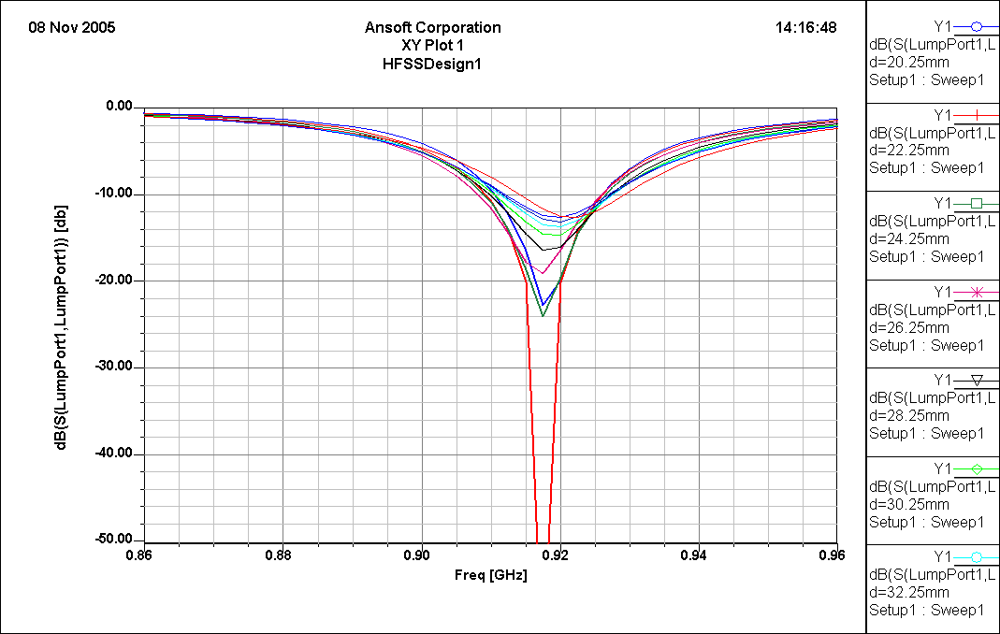 08 Nov 2005
Ansoft Corporation
14:16:48
XY Plot 1
HFSSDesign1
0.00
-10.00
-20.00
-30.00
-40.00
-50.00
dB(S(LumpPort1,LumpPort1)) [db]
0.86
0.88
0.90
0.92
0.94
0.96
Freq [GHz]
Y1
dB(S(LumpPort1,L
d=20.25mm
Setup1 : Sweep1
Y1
dB(S(LumpPort1,L
d=22.25mm
Setup1 : Sweep1
Y1
dB(S(LumpPort1,L
d=24.25mm
Setup1 : Sweep1
Y1
dB(S(LumpPort1,L
d=26.25mm
Setup1 : Sweep1
Y1
dB(S(LumpPort1,L
d=28.25mm
Setup1 : Sweep1
Y1
dB(S(LumpPort1,L
d=30.25mm
Setup1 : Sweep1
Y1
dB(S(LumpPort1,L
d=32.25mm
Setup1 : Sweep1